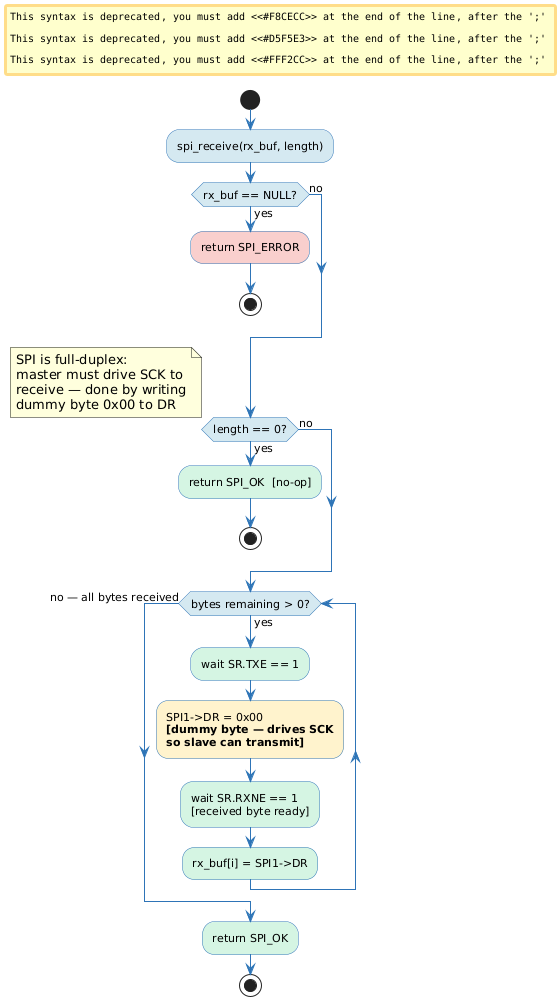 This syntax is deprecated, you must add <<#F8CECC>> at the end of the line, after the ';'
This syntax is deprecated, you must add <<#D5F5E3>> at the end of the line, after the ';'
This syntax is deprecated, you must add <<#FFF2CC>> at the end of the line, after the ';'
spi_receive(rx_buf, length)
rx_buf == NULL?
no
yes
return SPI_ERROR
SPI is full-duplex:
master must drive SCK to
receive — done by writing
dummy byte 0x00 to DR
length == 0?
no
yes
return SPI_OK  [no-op]
no — all bytes received
bytes remaining > 0?
yes
wait SR.TXE == 1
SPI1->DR = 0x00
[dummy byte — drives SCK
so slave can transmit]
wait SR.RXNE == 1
[received byte ready]
rx_buf[i] = SPI1->DR
return SPI_OK